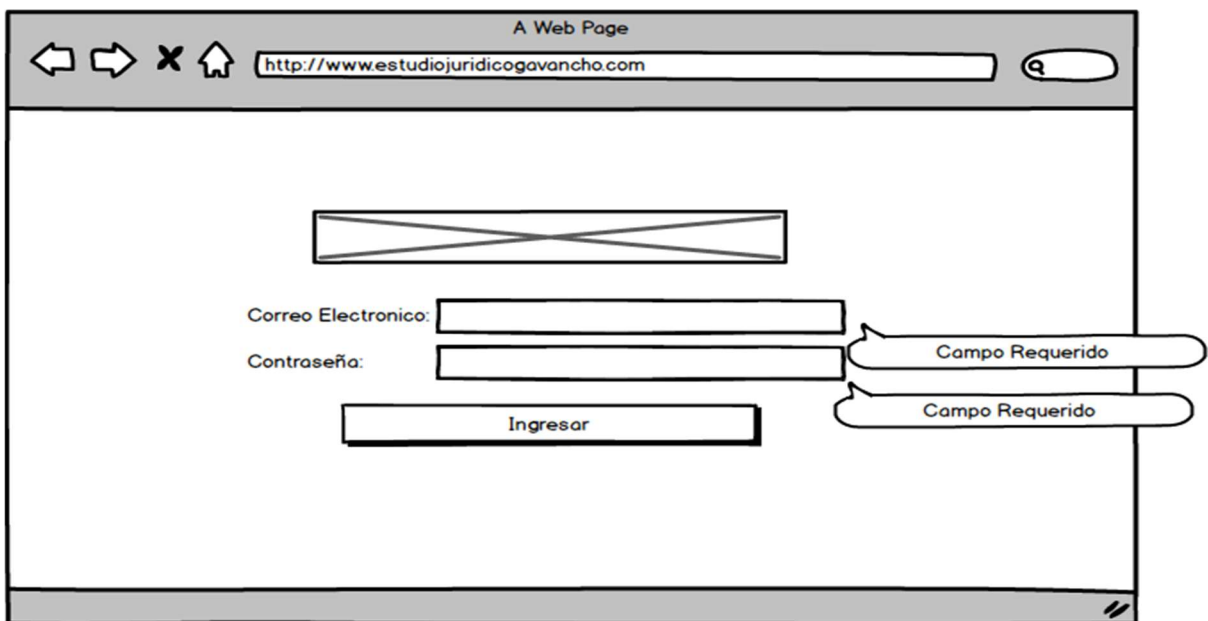 A Web Page
http://www.estudiojuridicogavancho.com
Correo Electronico:
Campo Requerido
Contraseña:
Campo Requerido
Ingresar